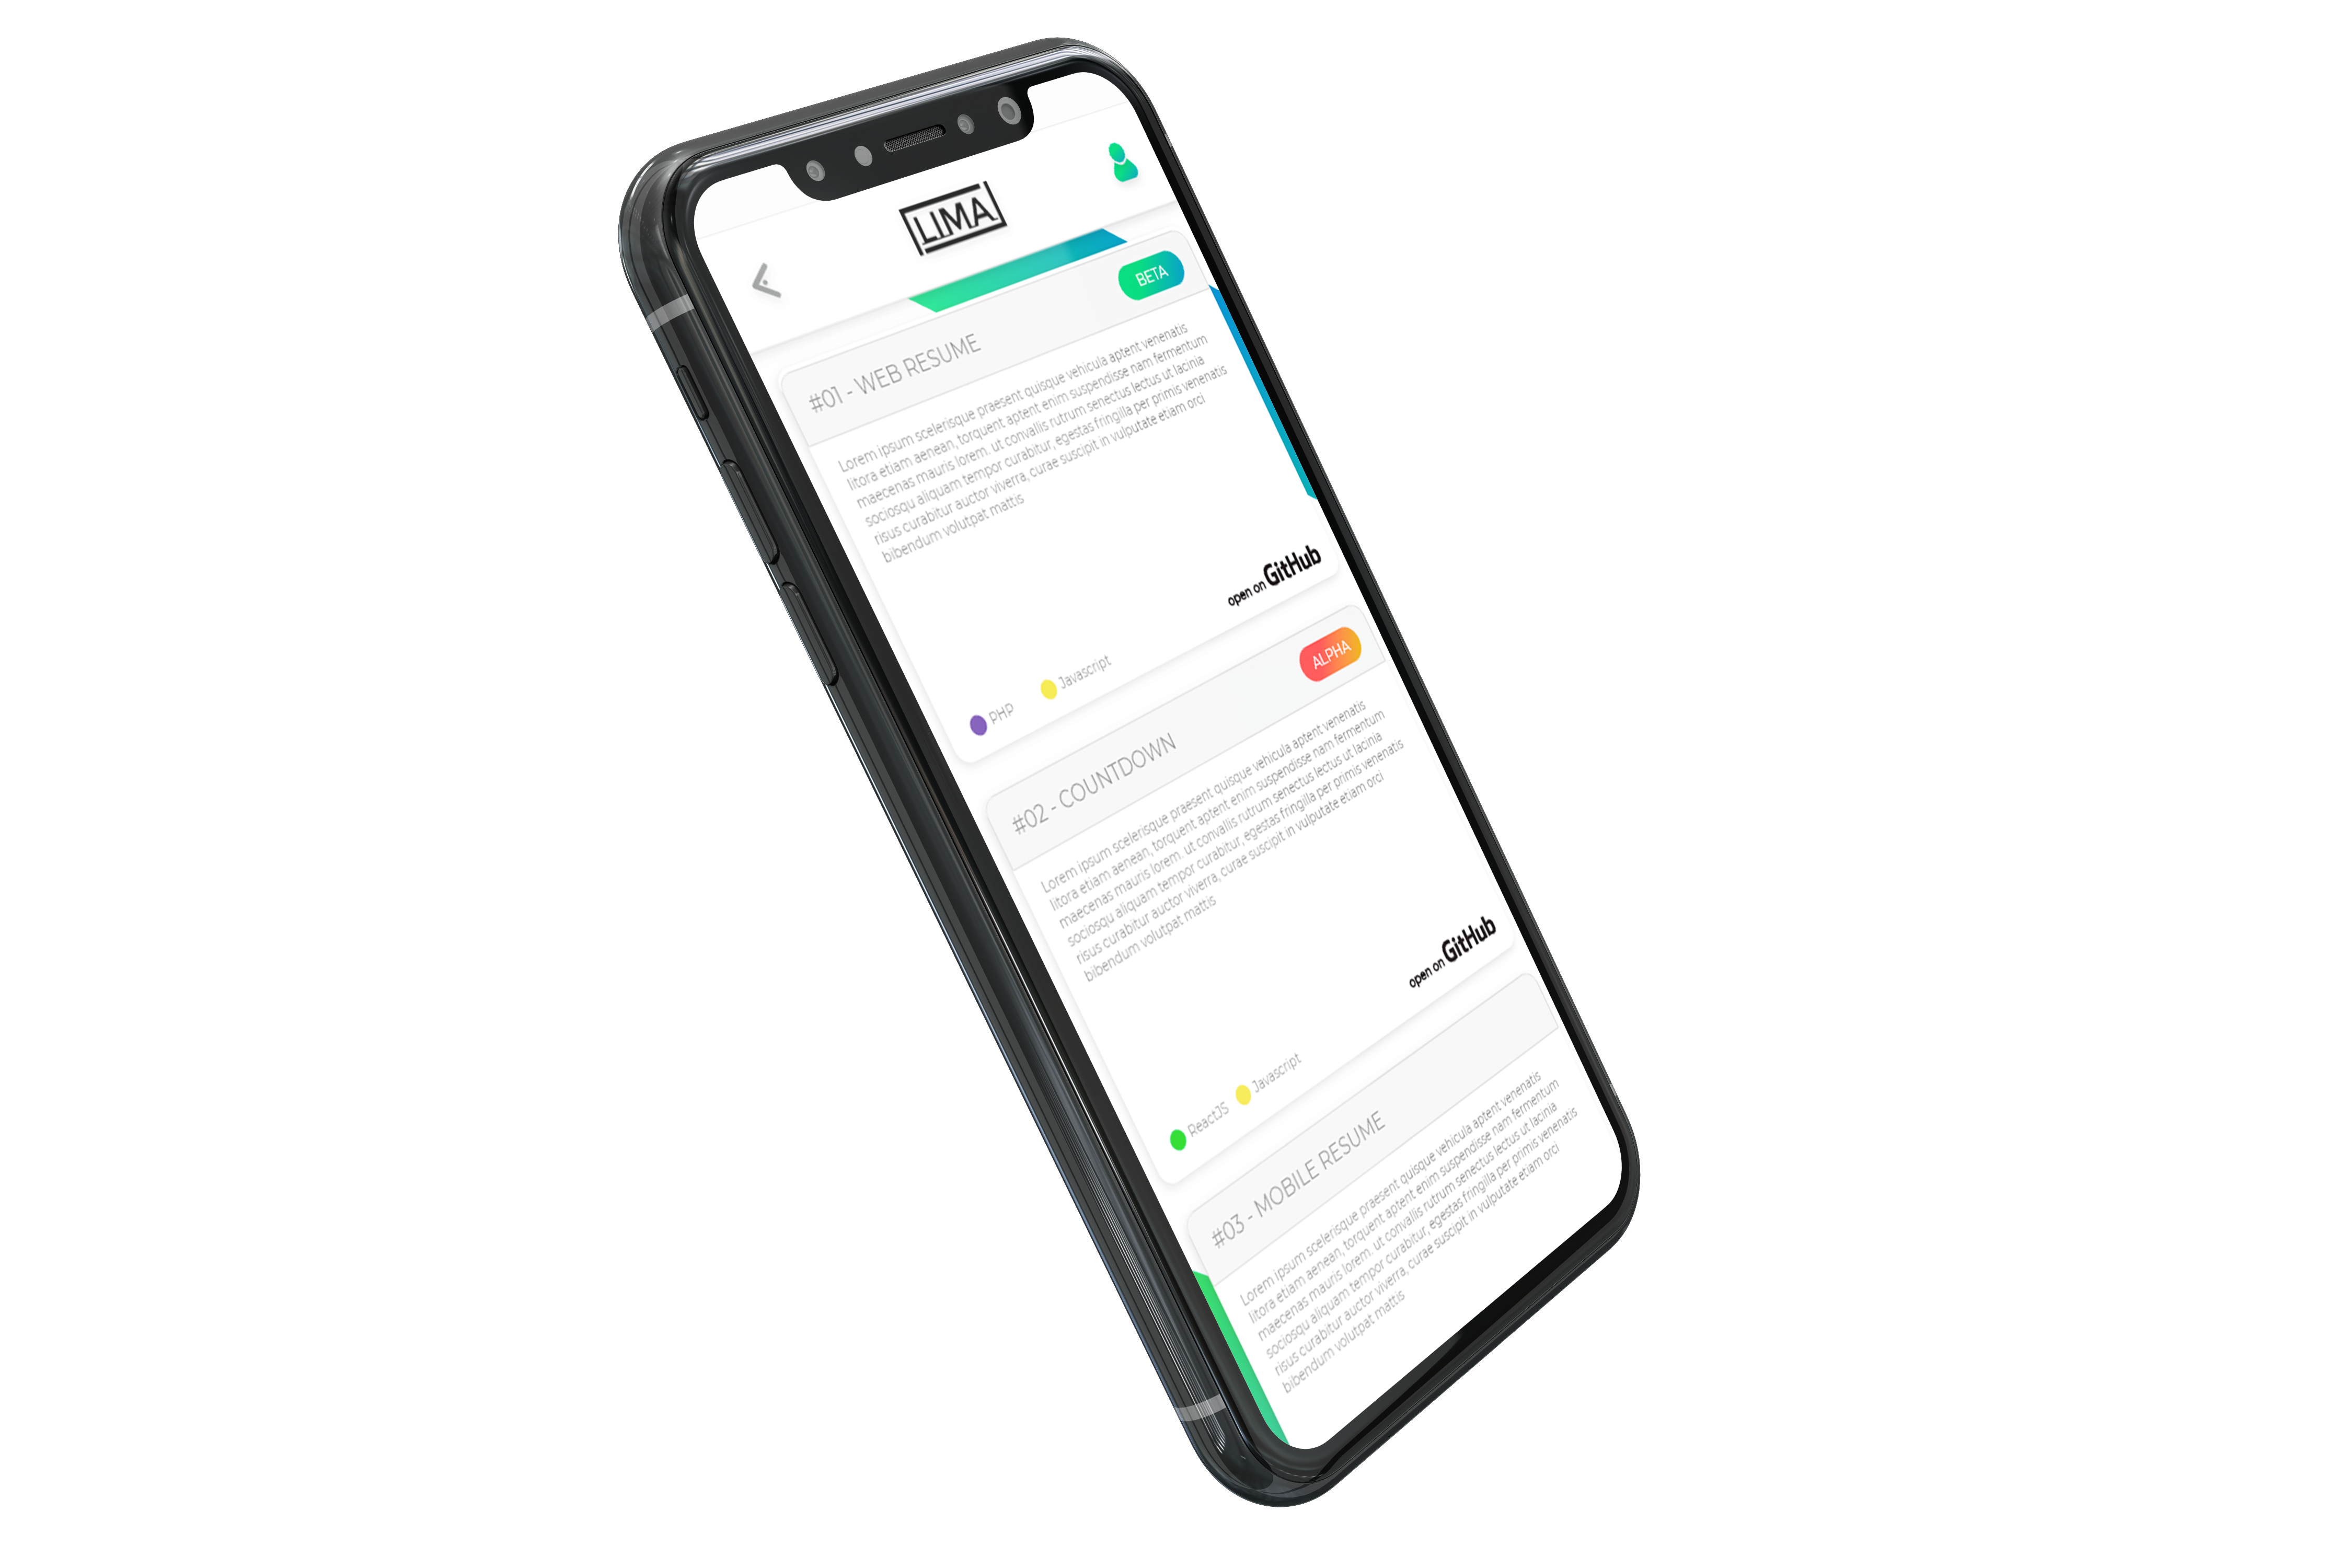 LIMA
BETA
#01 - WEB RESUME
Lorem ipsum scelerisque praesent quisque vehicula aptent venenatis
litora etiam aenean, torquent aptent enim suspendisse nam fermentum
maecenas mauris lorem. ut convallis rutrum senectus lectus ut lacinia
sociosqu aliquam tempor curabitur, egestas fringilla per primis venenatis
risus curabitur auctor viverra, curae suscipit in vulputate etiam orci
bibendum volutpat mattis
open on GitHub
PHP Javascript
ALPHA
#02 - COUNTDOWN
Lorem ipsum scelerisque praesent quisque vehicula aptent venenatis
litora etiam aenean, torquent aptent enim suspendisse nam fermentum
maecenas mauris lorem. ut convallis rutrum senectus lectus ut lacinia
sociosqu aliquam tempor curabitur, egestas fringilla per primis venenatis
risus curabitur auctor viverra, curae suscipit in vulputate etiam orci
bibendum volutpat mattis
open on GitHub
ReactJS Javascript
#03 - MOBILE RESUME
Lorem ipsum scelerisque praesent quisque vehicula aptent venenatis
litora etiam aenean, torquent aptent enim suspendisse nam fermentum
maecenas mauris lorem. ut convallis rutrum senectus lectus ut lacinia
sociosqu aliquam tempor curabitur, egestas fringilla per primis venenatis
risus curabitur auctor viverra, curae suscipit in vulputate etiam orci
bibendum volutpat mattis